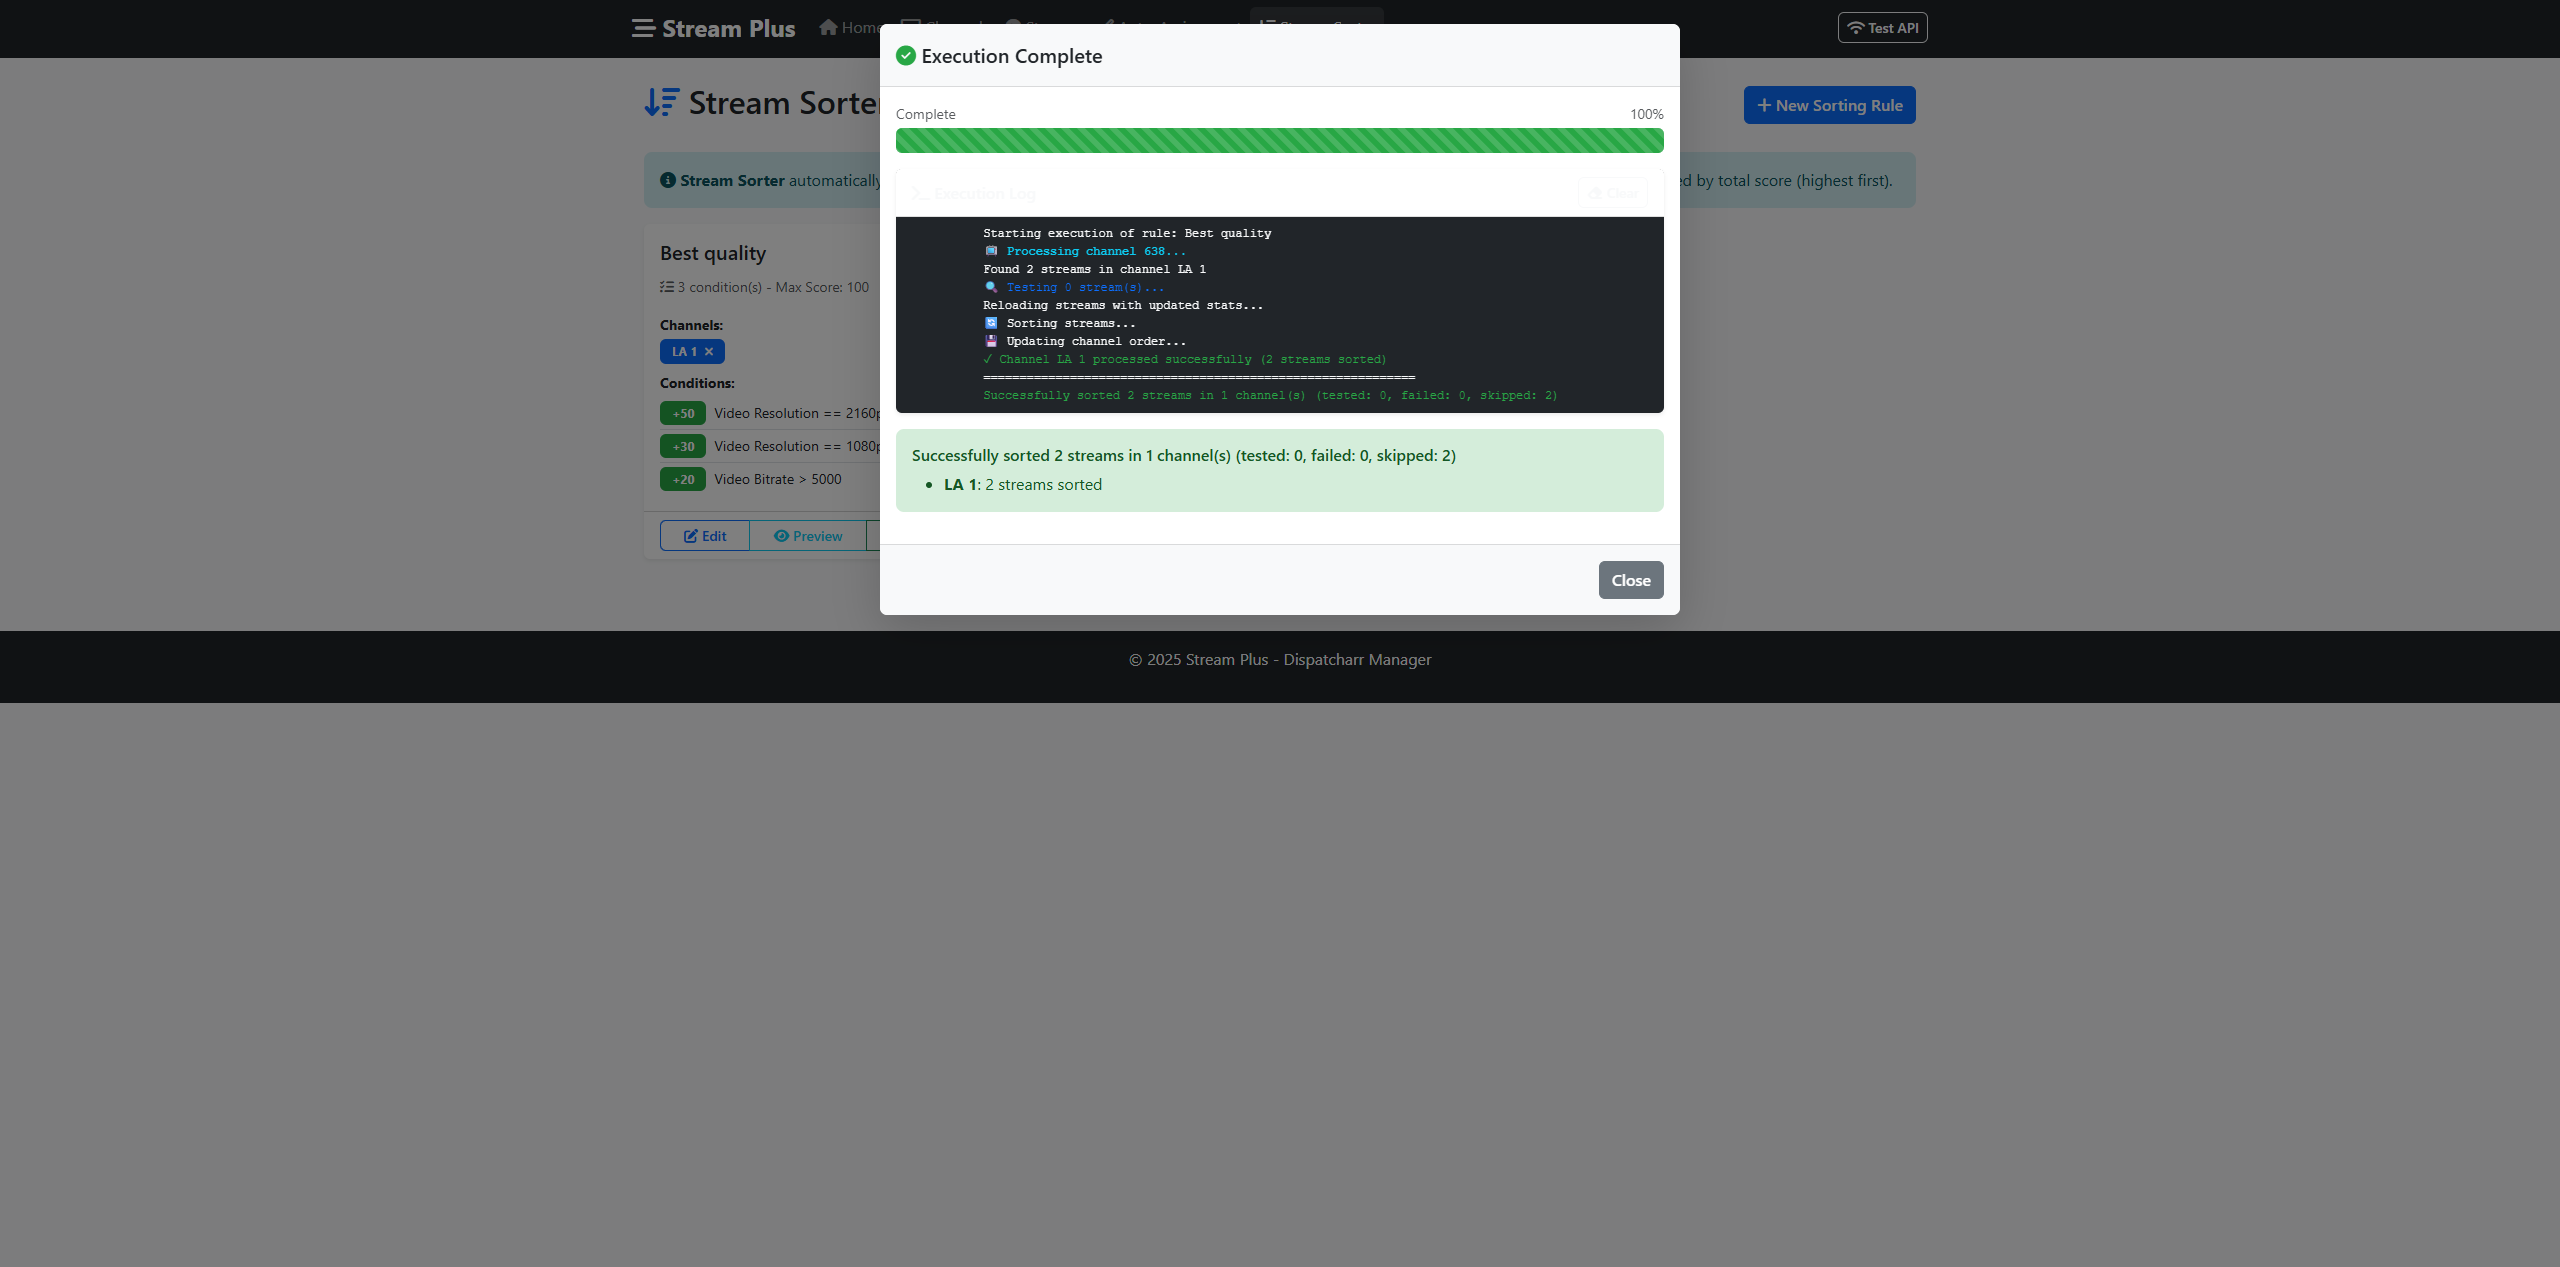 Stream Plus
Home
Test API
Execution Complete
Stream Sorte
New Sorting Rule
Complete
100%
Stream Sorter automatically
ed by total score (highest first).
Execution Log
Clear
Best quality
3 condition(s) - Max Score: 100
Channels:
LA 1 ×
Conditions:
+50 Video Resolution == 2160p
+30 Video Resolution == 1080p
+20 Video Bitrate > 5000
Edit
Preview
Starting execution of rule: Best quality
Processing channel 638...
Found 2 streams in channel LA 1
Testing 0 stream(s)...
Reloading streams with updated stats...
Sorting streams...
Updating channel order...
✓ Channel LA 1 processed successfully (2 streams sorted)
============================================================
Successfully sorted 2 streams in 1 channel(s) (tested: 0, failed: 0, skipped: 2)
Successfully sorted 2 streams in 1 channel(s) (tested: 0, failed: 0, skipped: 2)
• LA 1: 2 streams sorted
Close
© 2025 Stream Plus - Dispatcharr Manager